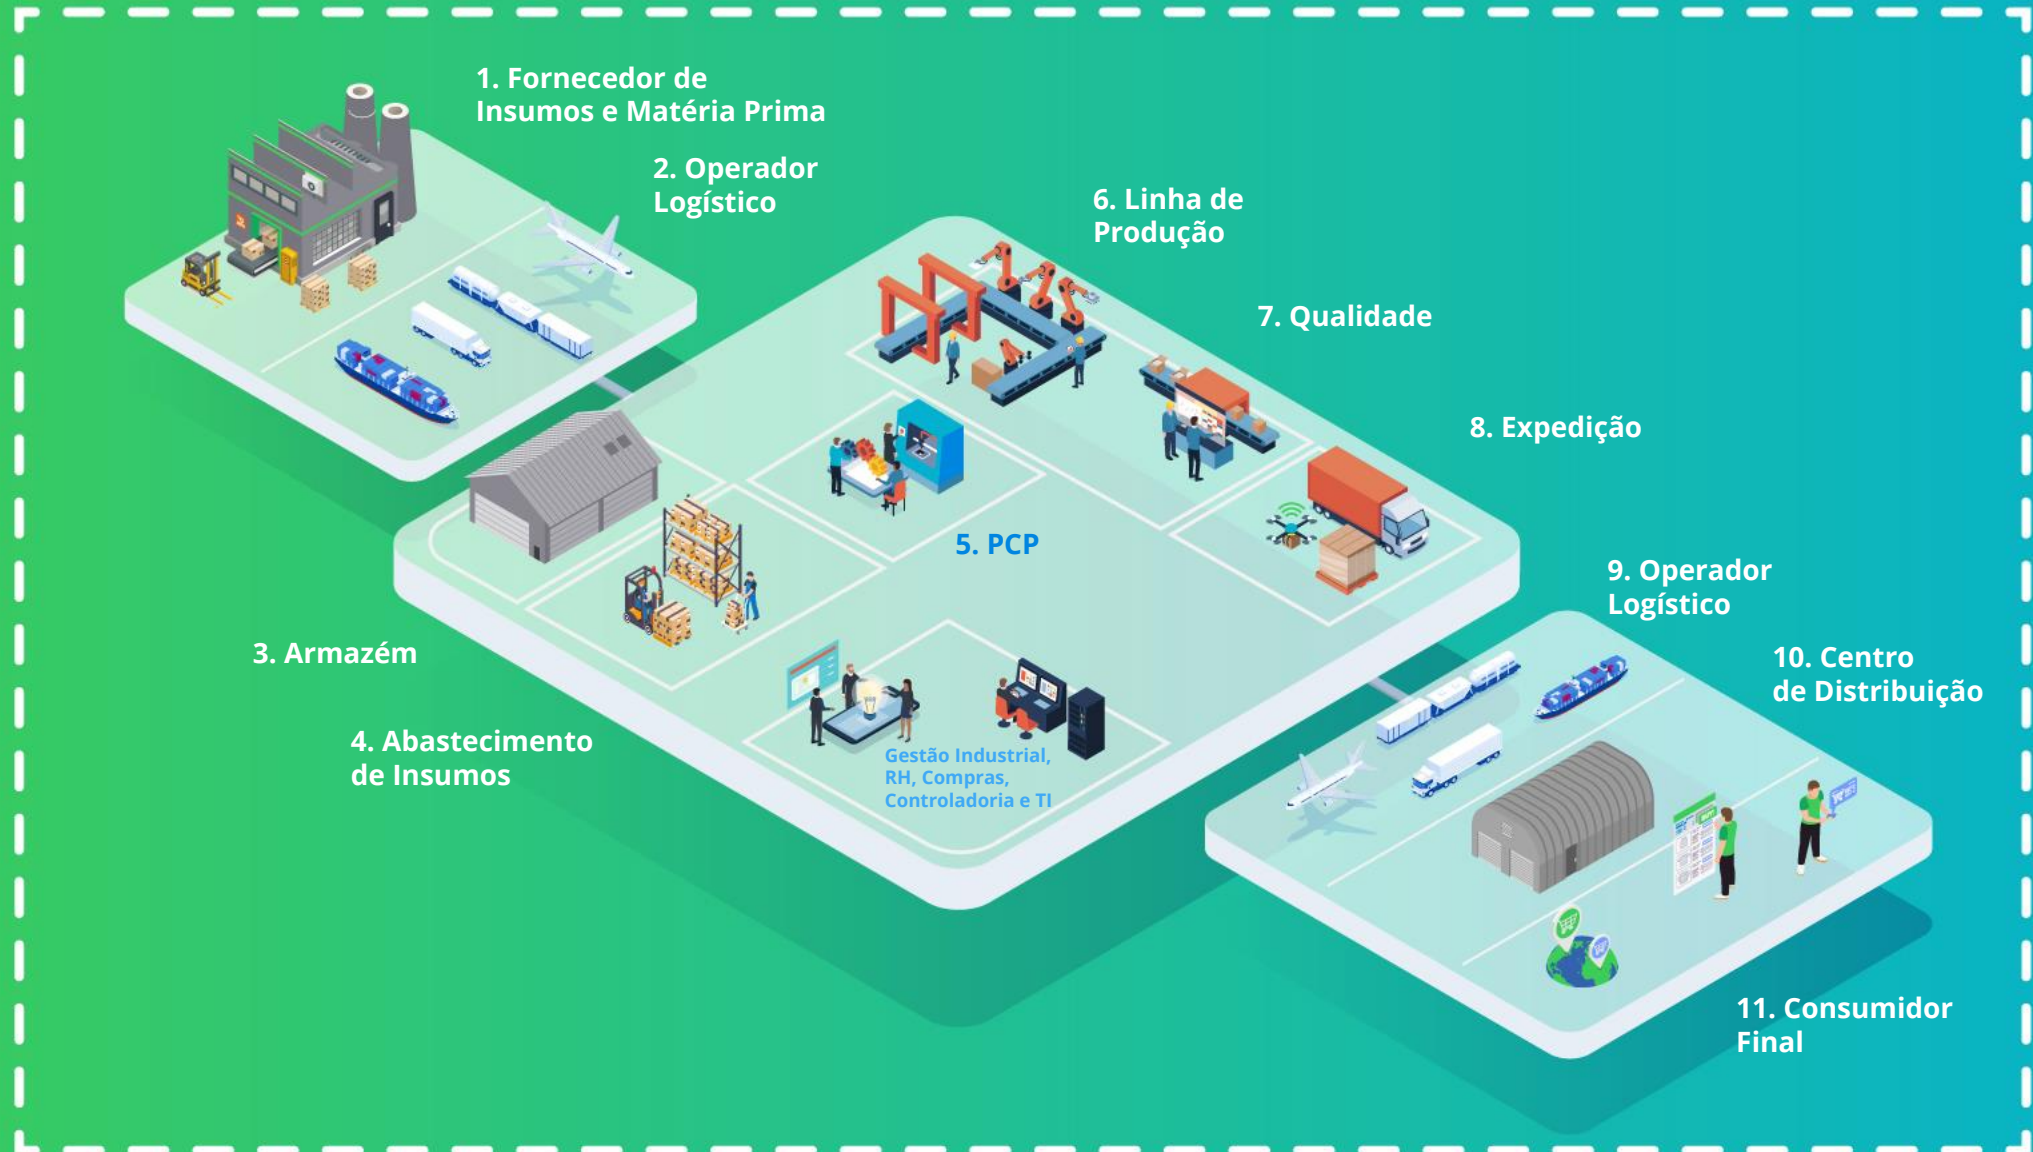 1. Fornecedor de
Insumos e Matéria Prima
2. Operador
Logístico
6. Linha de
Produção
7. Qualidade
8. Expedição
5. PCP
9. Operador
Logístico
3. Armazém
10. Centro
de Distribuição
4. Abastecimento
de Insumos
Gestão Industrial,
RH, Compras,
Controladoria e TI
11. Consumidor
Final